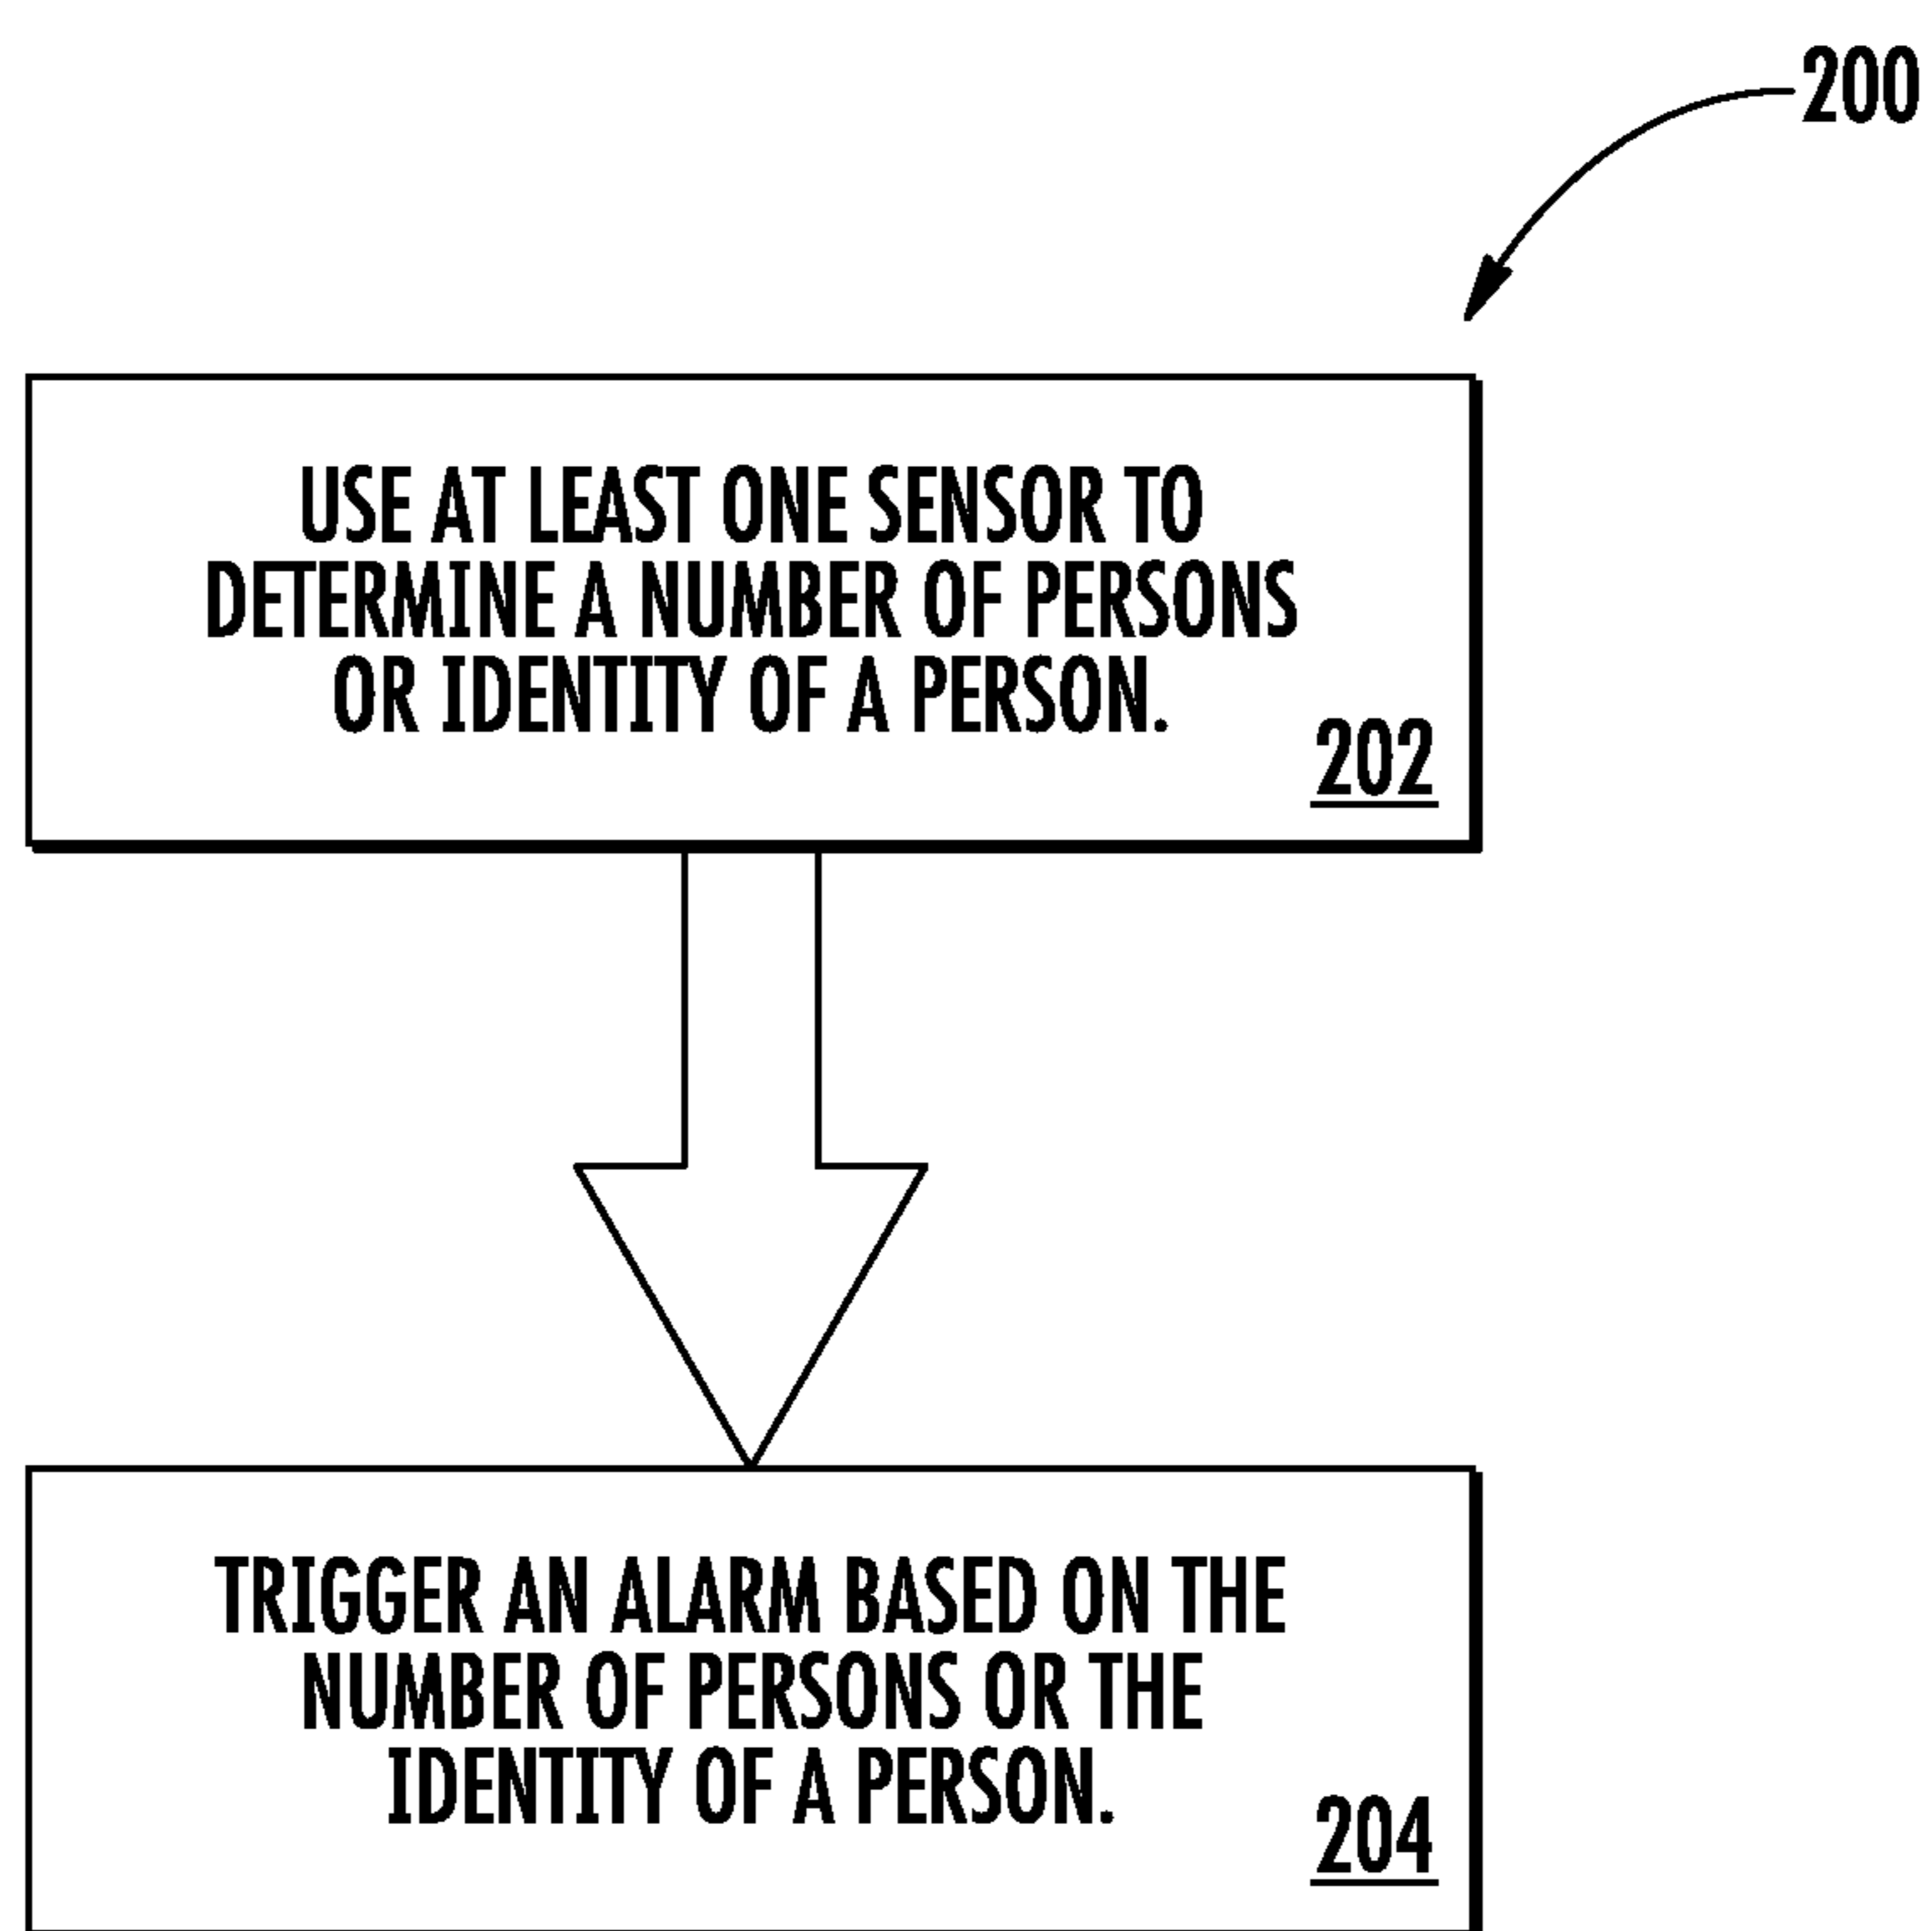 200
USE AT LEAST ONE SENSOR TO
DETERMINE A NUMBER OF PERSONS
OR IDENTITY OF A PERSON.
202
TRIGGER AN ALARM BASED ON THE
NUMBER OF PERSONS OR THE
IDENTITY OF A PERSON.
204